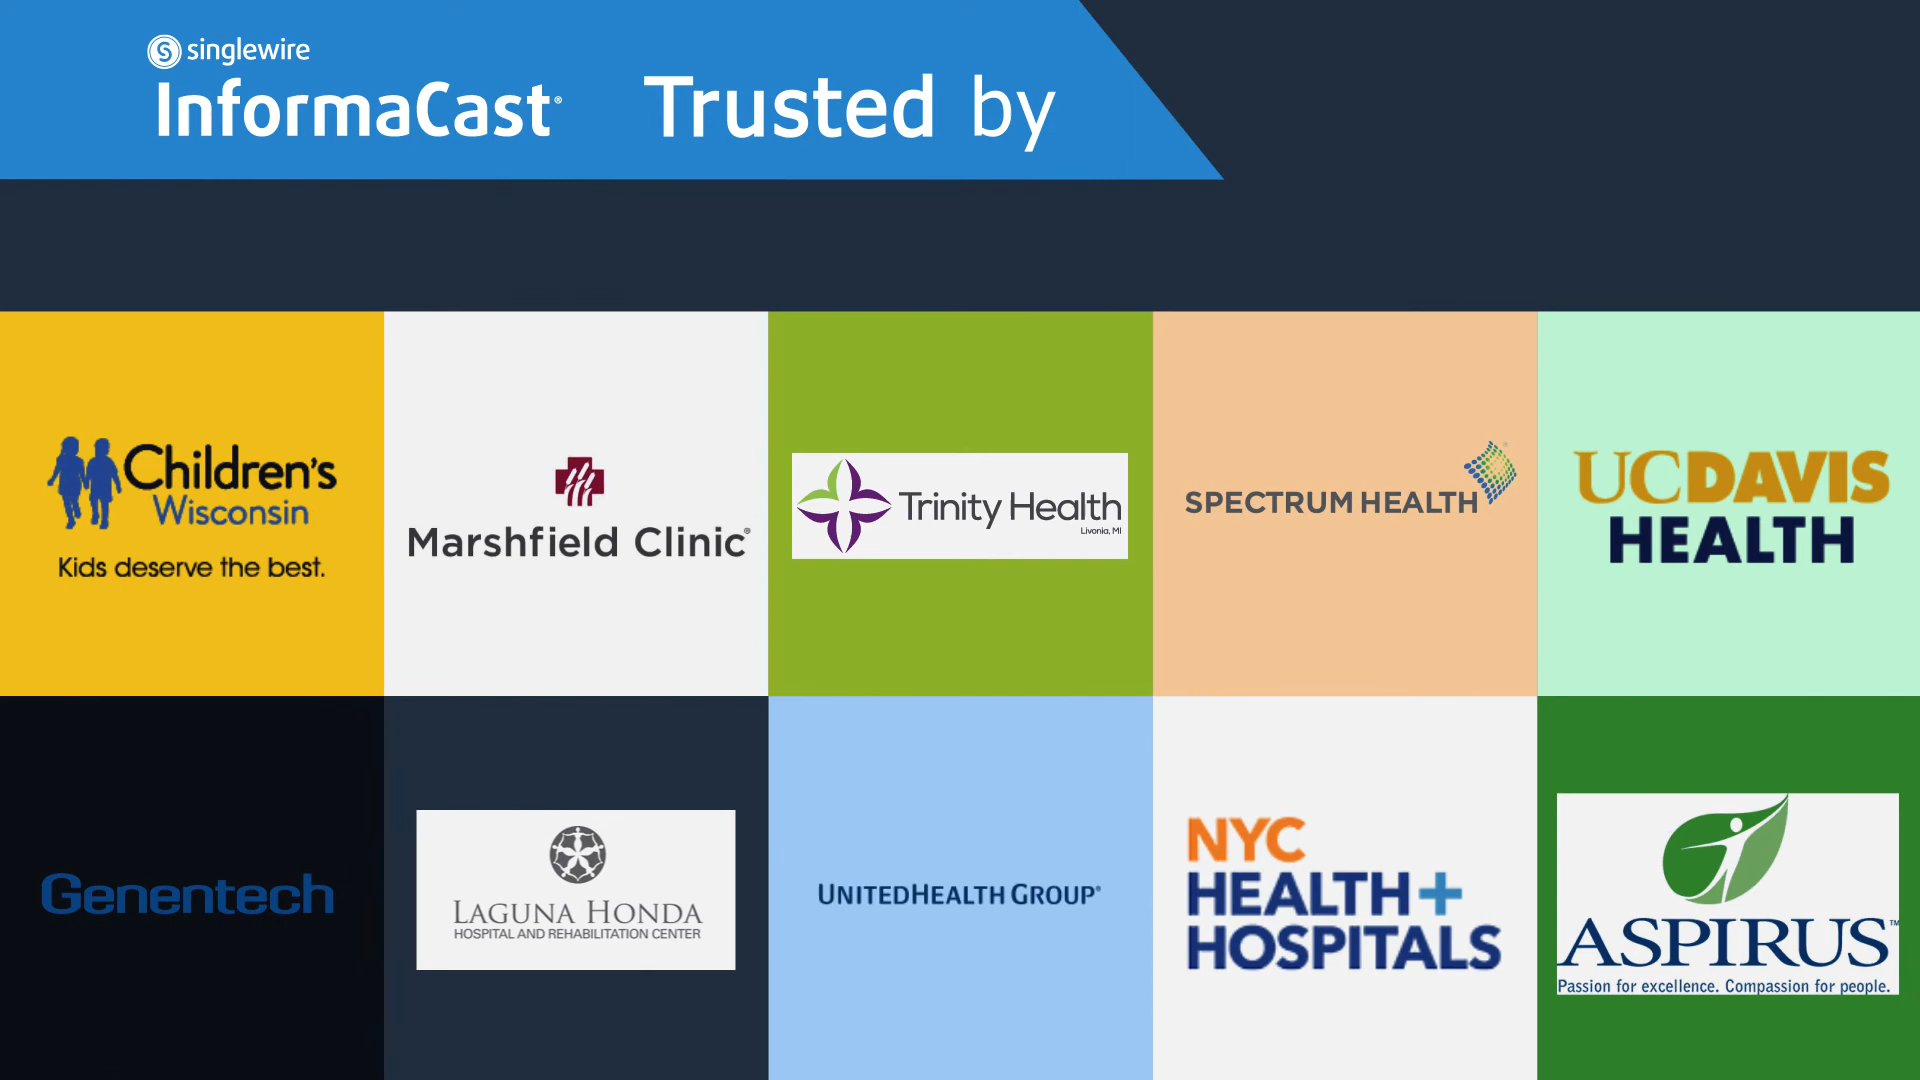 S singlewire
InformaCast®
Trusted by
Children's
Wisconsin
Kids deserve the best.
Marshfield Clinic®
Trinity Health
Livonia, MI
SPECTRUM HEALTH®
UCDAVIS
HEALTH
Genentech
LAGUNA HONDA
HOSPITAL AND REHABILITATION CENTER
UNITEDHEALTH GROUP®
NYC
HEALTH+
HOSPITALS
ASPIRUS™
Passion for excellence. Compassion for people.